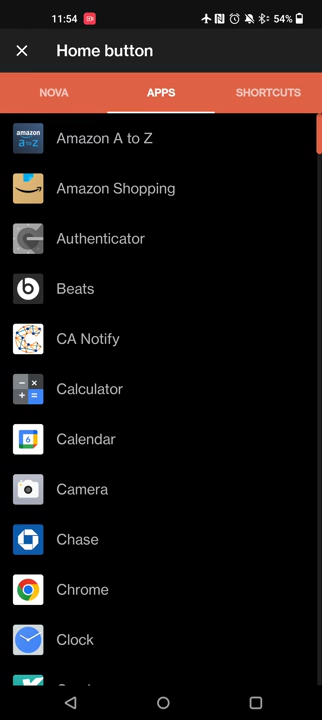 11:54
54%
Home button
NOVA
APPS
SHORTCUTS
amazon
a to z
Amazon A to Z
Amazon Shopping
Authenticator
Beats
CA Notify
Calculator
6
Calendar
Camera
Chase
Chrome
Clock